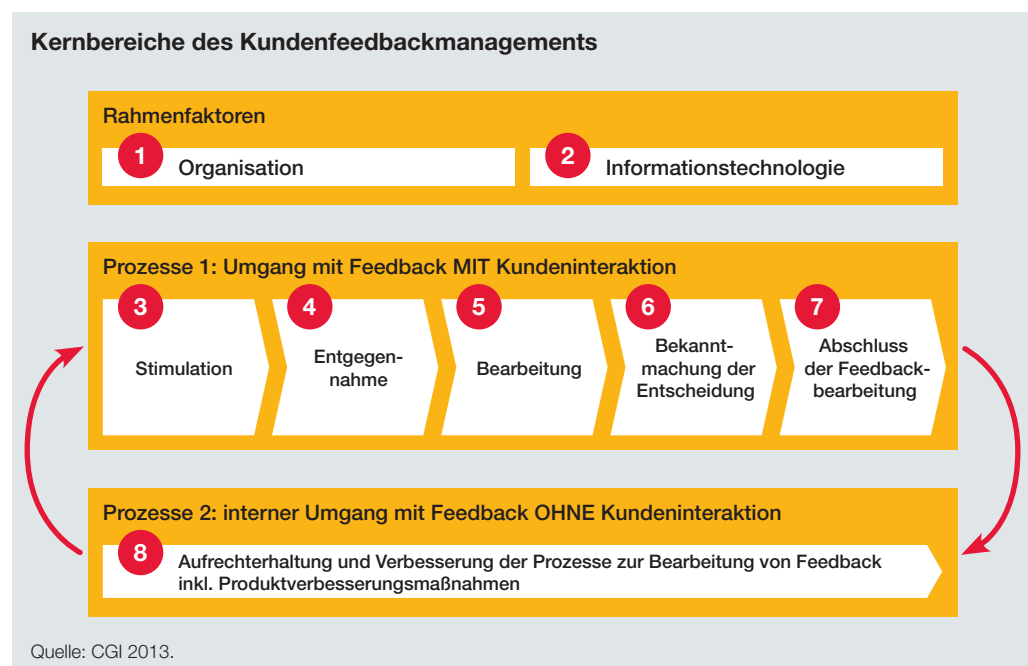 Kernbereiche des Kundenfeedbackmanagements
Rahmenfaktoren
1
Organisation
2
Informationstechnologie
Prozesse 1: Umgang mit Feedback MIT Kundeninteraktion
3
Stimulation
4
Entgegen-
nahme
5
Bearbeitung
6
Bekannt-
machung der
Entscheidung
7
Abschluss
der Feedback-
bearbeitung
Prozesse 2: interner Umgang mit Feedback OHNE Kundeninteraktion
8
Aufrechterhaltung und Verbesserung der Prozesse zur Bearbeitung von Feedback
inkl. Produktverbesserungsmaßnahmen
Quelle: CGI 2013.